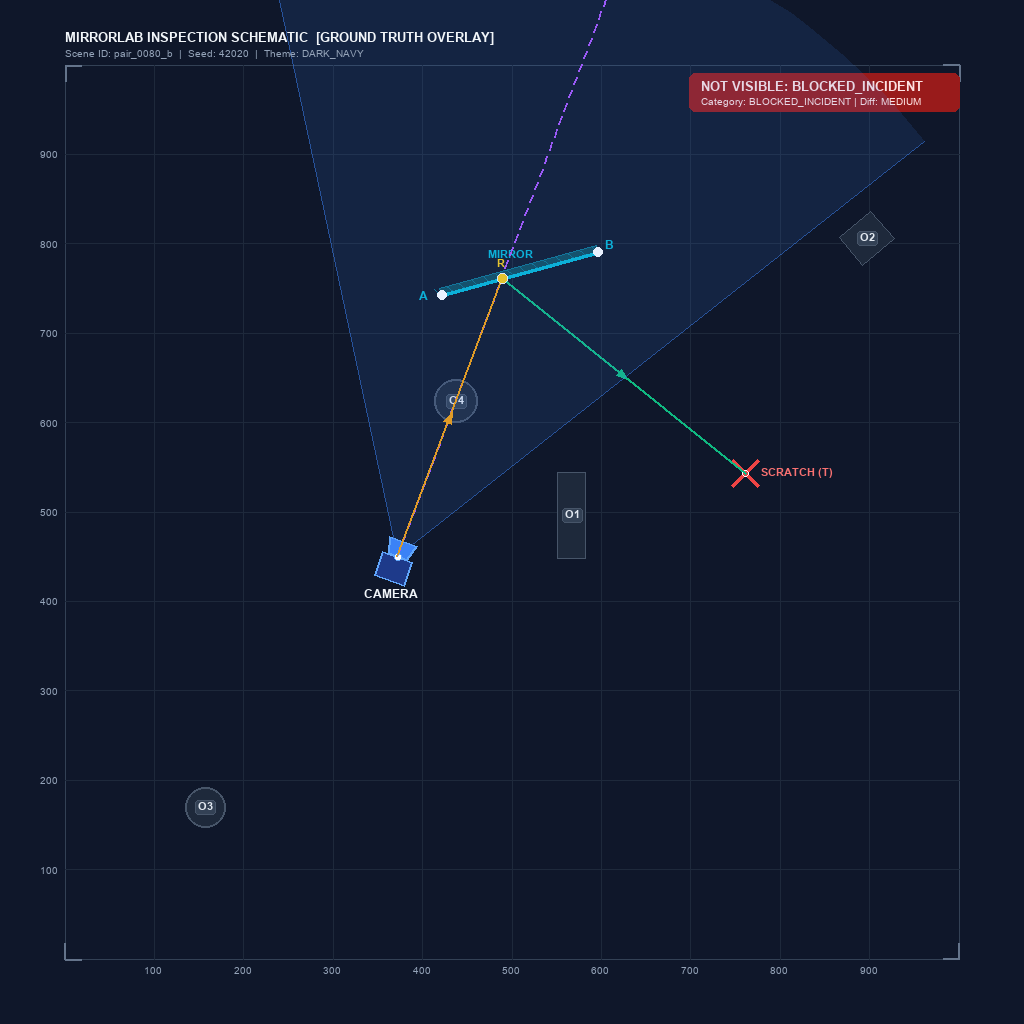 MIRRORLAB INSPECTION SCHEMATIC [GROUND TRUTH OVERLAY]
Scene ID: pair_0080_b | Seed: 42020 | Theme: DARK_NAVY
NOT VISIBLE: BLOCKED_INCIDENT
Category: BLOCKED_INCIDENT | Diff: MEDIUM
900
800
700
600
500
400
300
200
100
O2
B
MIRROR
R
A
O4
SCRATCH (T)
O1
CAMERA
O3
100
200
300
400
500
600
700
800
900